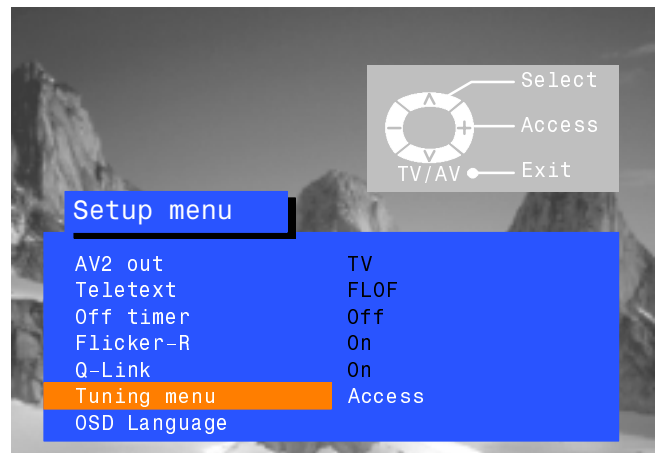 Select
Access
TV/AV Exit
Setup menu
AV2 out TV
Teletext FLOF
Off timer Off
Flicker-R On
Q-Link On
Tuning menu Access
OSD Language